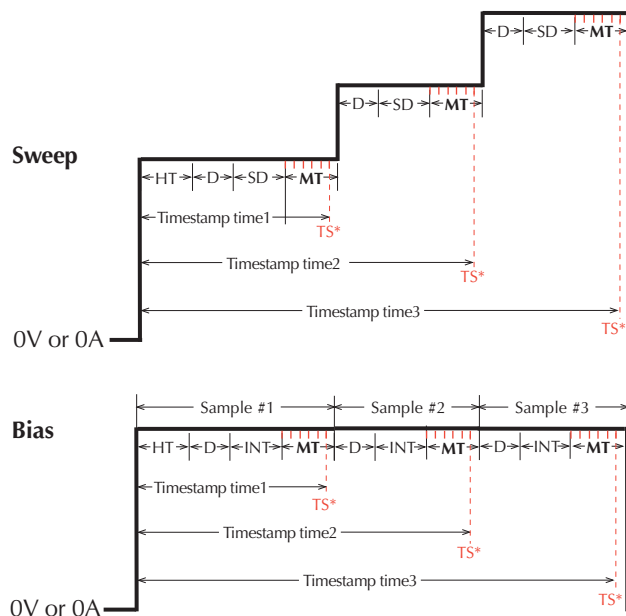 D SD MT
D SD MT
Sweep
HT D SD MT
Timestamp time1
TS*
Timestamp time2
TS*
Timestamp time3
TS*
0V or 0A
Sample #1 Sample #2 Sample #3
Bias
HT D INT MT D INT MT D INT MT
Timestamp time1
TS*
Timestamp time2
TS*
Timestamp time3
TS*
0V or 0A